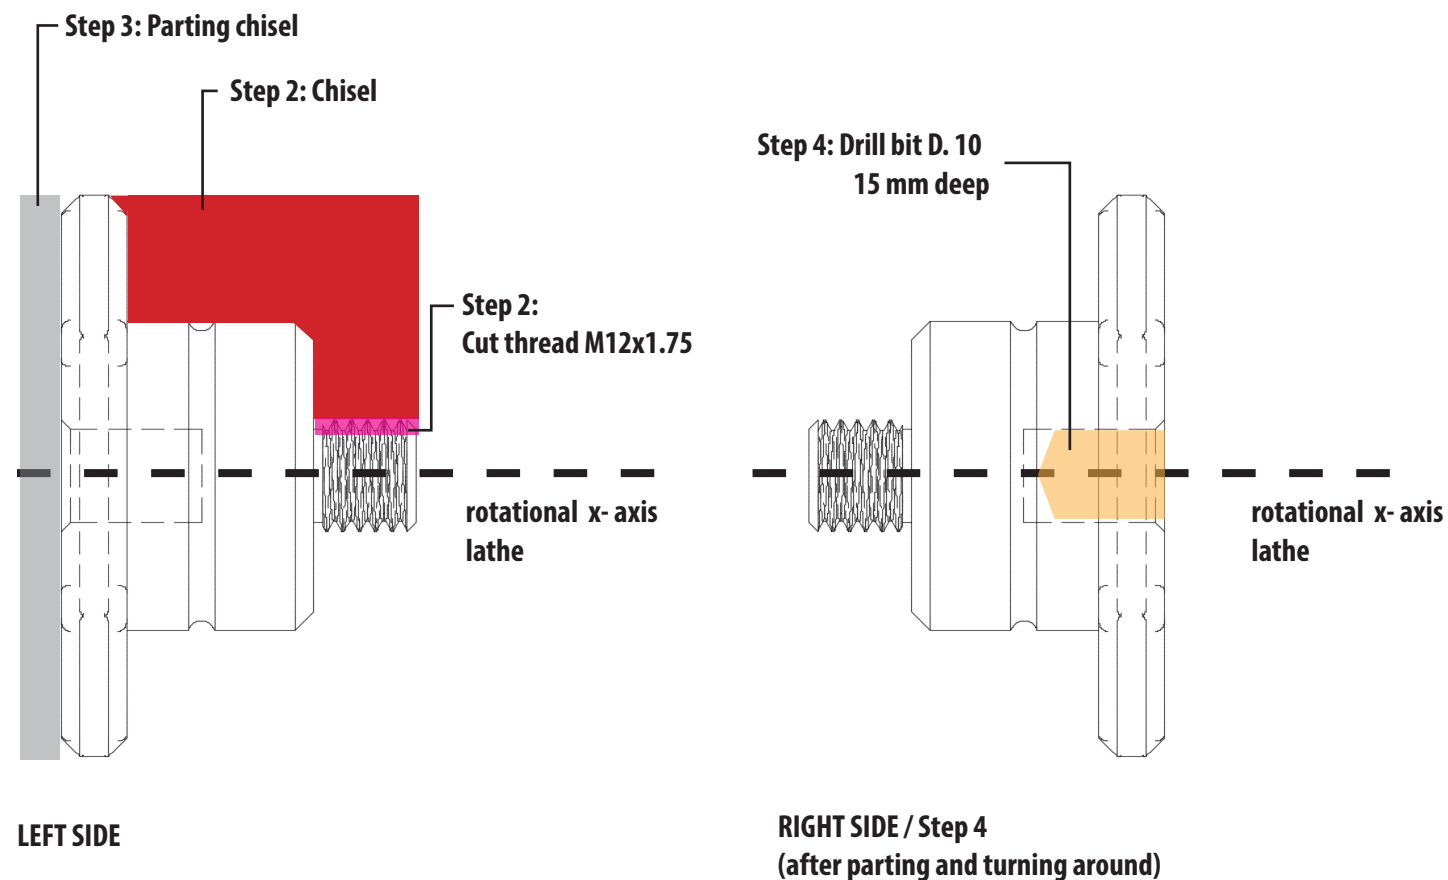 Step 3: Parting chisel
Step 2: Chisel
Step 2:
Cut thread M12x1.75
rotational x- axis
lathe
LEFT SIDE
Step 4: Drill bit D. 10
15 mm deep
rotational x- axis
lathe
RIGHT SIDE / Step 4
(after parting and turning around)